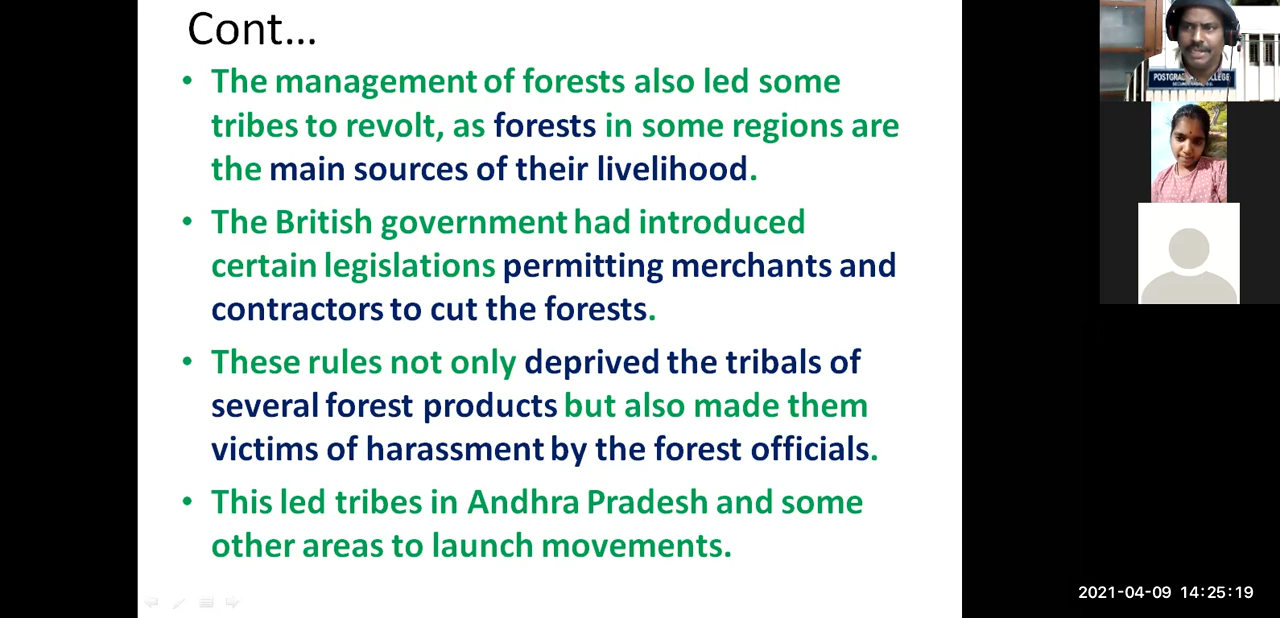 Cont...
• The management of forests also led some
tribes to revolt, as forests in some regions are
the main sources of their livelihood.
• The British government had introduced
certain legislations permitting merchants and
contractors to cut the forests.
• These rules not only deprived the tribals of
several forest products but also made them
victims of harassment by the forest officials.
• This led tribes in Andhra Pradesh and some
other areas to launch movements.
2021-04-09 14:25:19